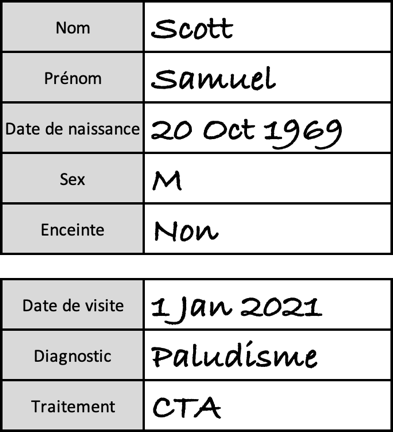 Nom Scott
Prénom Samuel
Date de naissance 20 Oct 1969
Sex M
Enceinte Non
Date de visite 1 Jan 2021
Diagnostic Paludisme
Traitement CTA